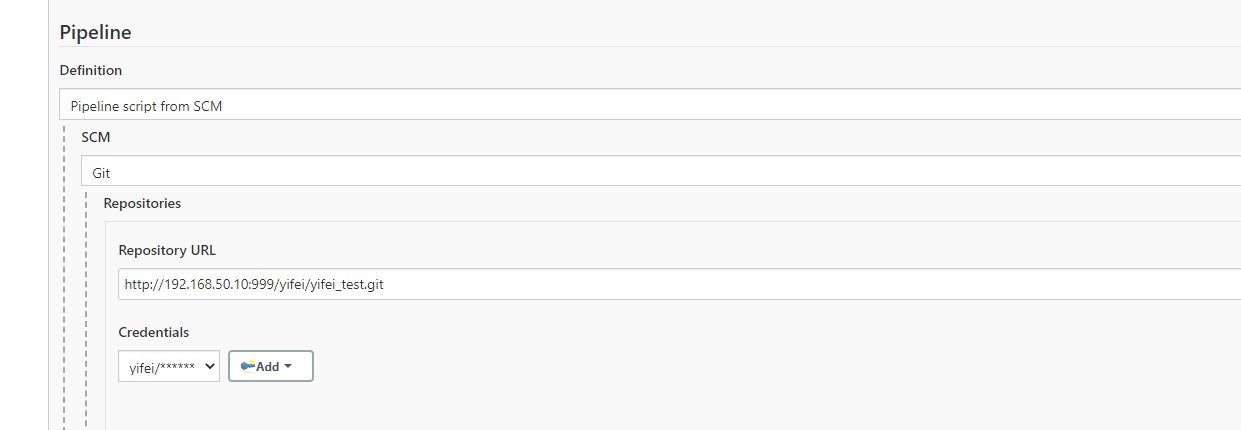 Pipeline
Definition
Pipeline script from SCM
SCM
Git
Repositories
Repository URL
http://192.168.50.10:999/yifei/yifei_test.git
Credentials
yifei/******
Add